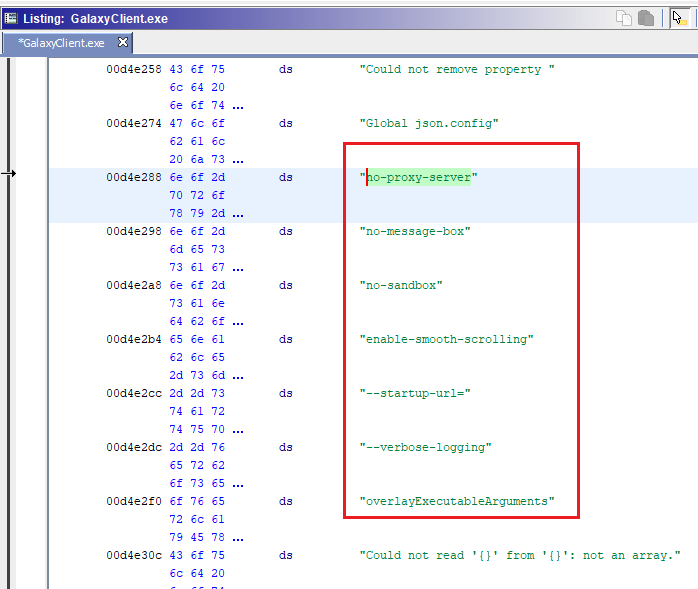 Listing: GalaxyClient.exe
*GalaxyClient.exe
00d4e258 43 6f 75 ds "Could not remove property "
6c 64 20
6e 6f 74 ...
00d4e274 47 6c 6f ds "Global json.config"
62 61 6c
20 6a 73 ...
00d4e288 6e 6f 2d ds "no-proxy-server"
70 72 6f
78 79 2d ...
00d4e298 6e 6f 2d ds "no-message-box"
6d 65 73
73 61 67 ...
00d4e2a8 6e 6f 2d ds "no-sandbox"
73 61 6e
64 62 6f ...
00d4e2b4 65 6e 61 ds "enable-smooth-scrolling"
62 6c 65
2d 73 6d ...
00d4e2cc 2d 2d 73 ds "--startup-url="
74 61 72
74 75 70 ...
00d4e2dc 2d 2d 76 ds "--verbose-logging"
65 72 62
6f 73 65 ...
00d4e2f0 6f 76 65 ds "overlayExecutableArguments"
72 6c 61
79 45 78 ...
00d4e30c 43 6f 75 ds "Could not read '{}' from '{}': not an array."
6c 64 20